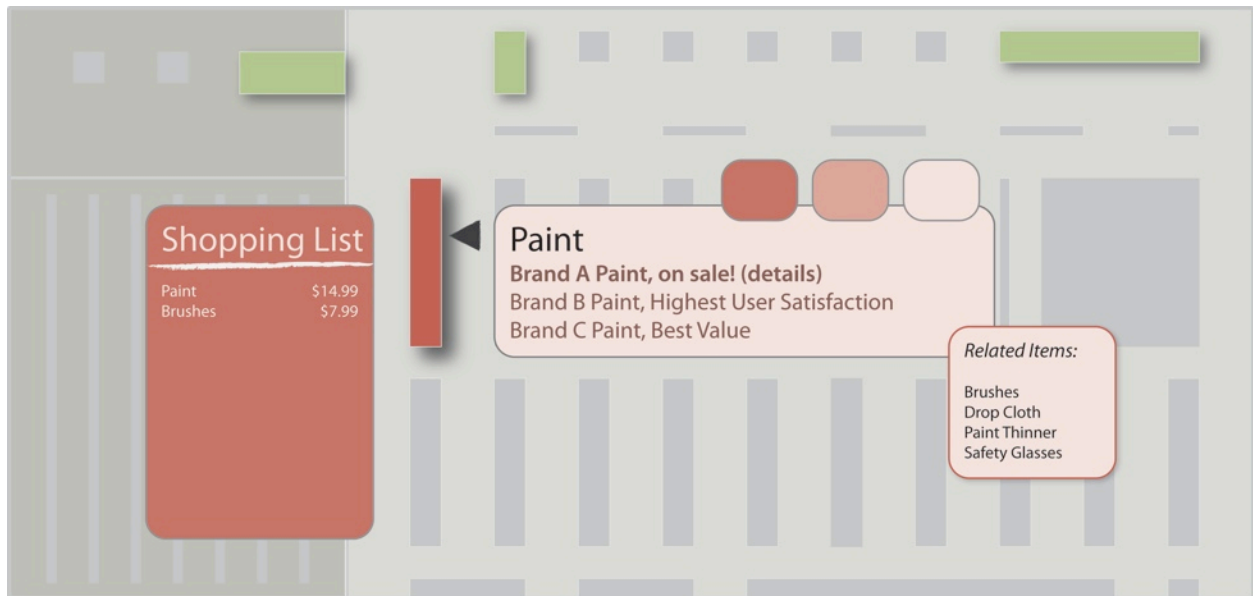 Shopping List
Paint $14.99
Brushes $7.99
Paint
Brand A Paint, on sale! (details)
Brand B Paint, Highest User Satisfaction
Brand C Paint, Best Value
Related Items:
Brushes
Drop Cloth
Paint Thinner
Safety Glasses